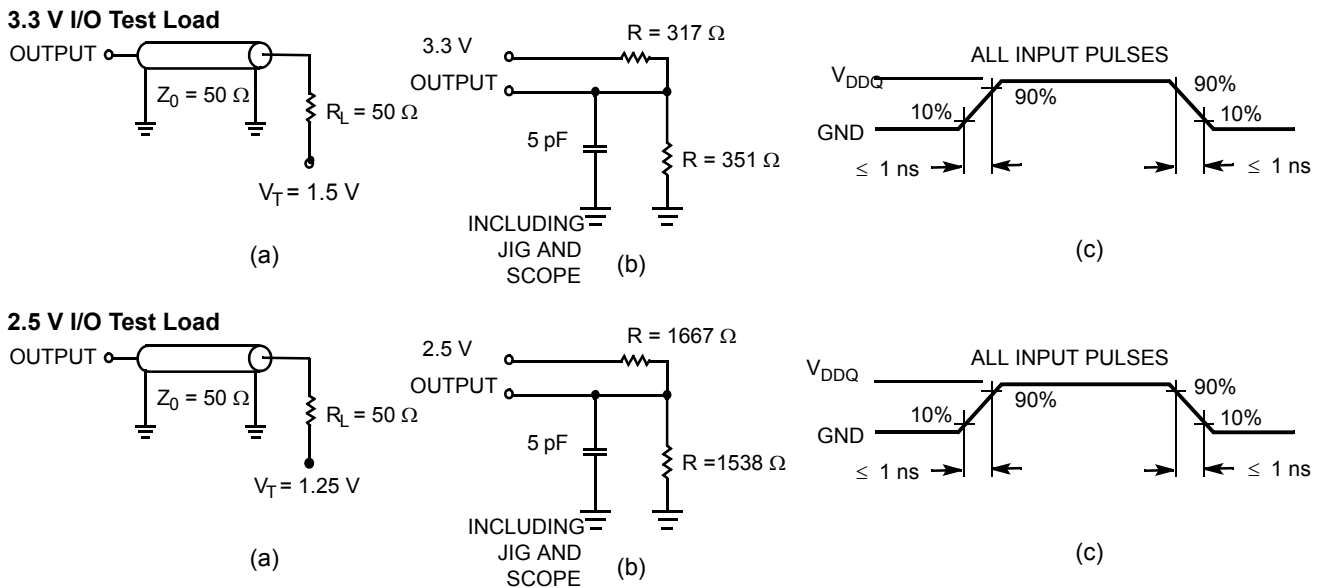 3.3 V I/O Test Load
OUTPUT
Z0 = 50 Ω
RL = 50 Ω
VT = 1.5 V
(a)
3.3 V
OUTPUT
R = 317 Ω
5 pF
R = 351 Ω
INCLUDING
JIG AND
SCOPE
(b)
ALL INPUT PULSES
VDDQ
GND
10%
90%
90%
10%
≤ 1 ns
≤ 1 ns
(c)
2.5 V I/O Test Load
OUTPUT
Z0 = 50 Ω
RL = 50 Ω
VT = 1.25 V
(a)
2.5 V
OUTPUT
R = 1667 Ω
5 pF
R =1538 Ω
INCLUDING
JIG AND
SCOPE
(b)
ALL INPUT PULSES
VDDQ
GND
10%
90%
90%
10%
≤ 1 ns
≤ 1 ns
(c)